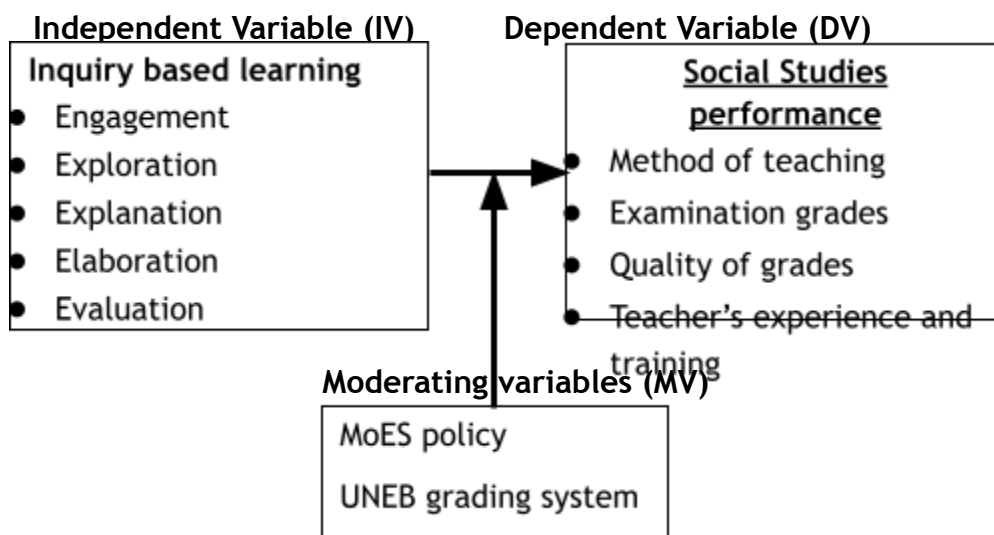 Independent Variable (IV)
Inquiry based learning
● Engagement
● Exploration
● Explanation
● Elaboration
● Evaluation
Dependent Variable (DV)
Social Studies
performance
● Method of teaching
● Examination grades
● Quality of grades
● Teacher's experience and
training
Moderating variables (MV)
MoES policy
UNEB grading system